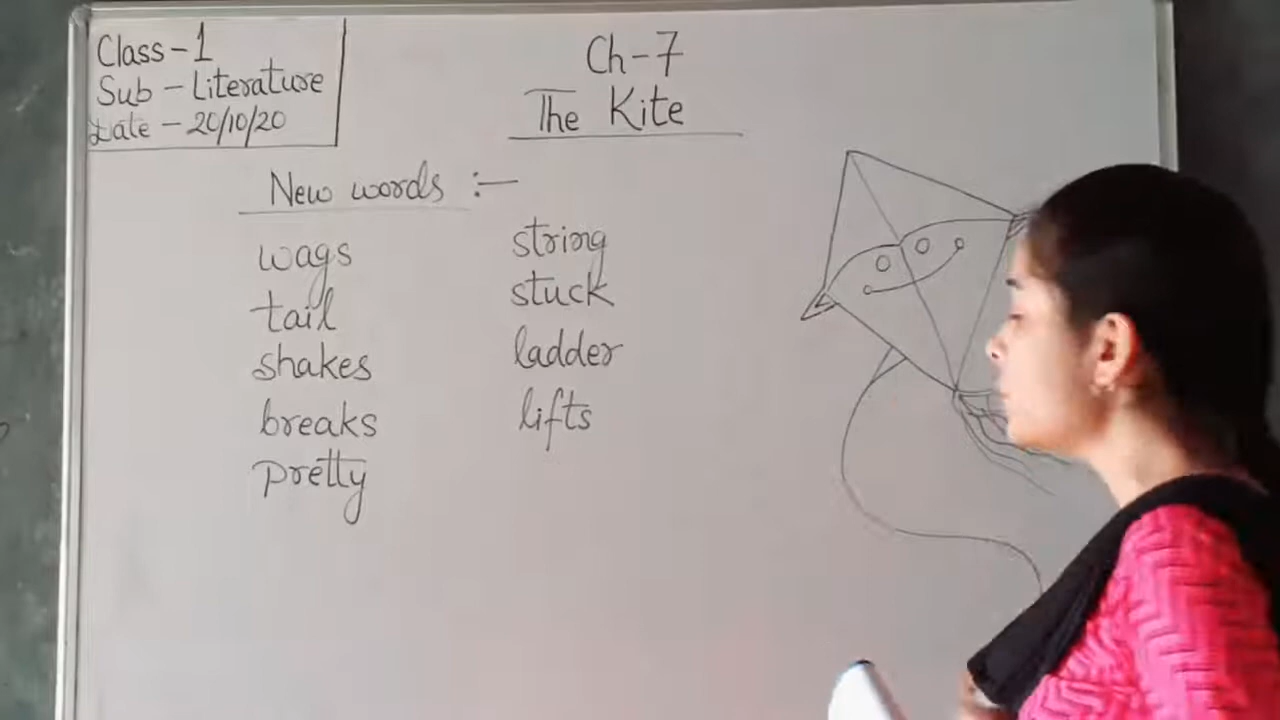 Class-1
Sub - Literature
Date - 20/10/20
Ch-7
The Kite
New words :-
wags
tail
shakes
breaks
pretty
string
stuck
ladder
lifts